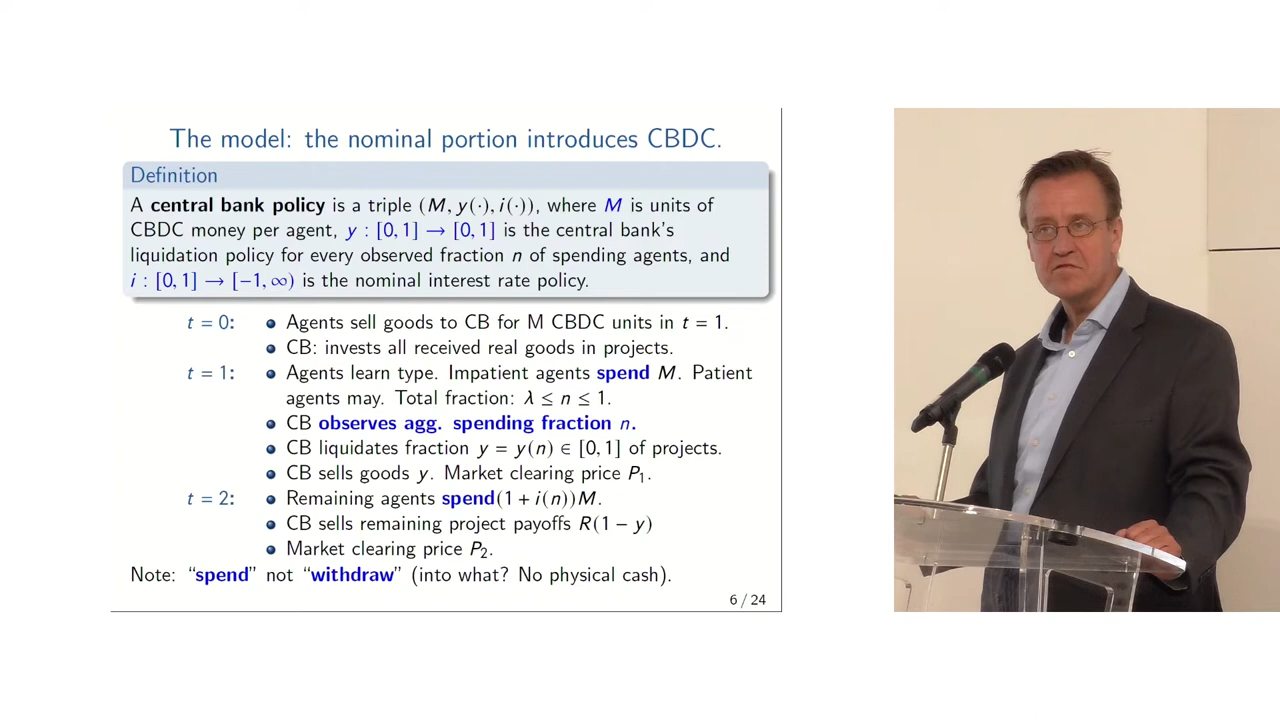 The model: the nominal portion introduces CBDC.
Definition
A central bank policy is a triple (M, y(·), i(·)), where M is units of
CBDC money per agent, y : [0, 1] → [0, 1] is the central bank's
liquidation policy for every observed fraction n of spending agents, and
i : [0, 1] → [−1, ∞) is the nominal interest rate policy.
t = 0: • Agents sell goods to CB for M CBDC units in t = 1.
• CB: invests all received real goods in projects.
t = 1: • Agents learn type. Impatient agents spend M. Patient
agents may. Total fraction: λ ≤ n ≤ 1.
• CB observes agg. spending fraction n.
• CB liquidates fraction y = y(n) ∈ [0, 1] of projects.
• CB sells goods y. Market clearing price P₁.
t = 2: • Remaining agents spend(1 + i(n))M.
• CB sells remaining project payoffs R(1 − y)
• Market clearing price P₂.
Note: “spend” not “withdraw” (into what? No physical cash).
6 / 24